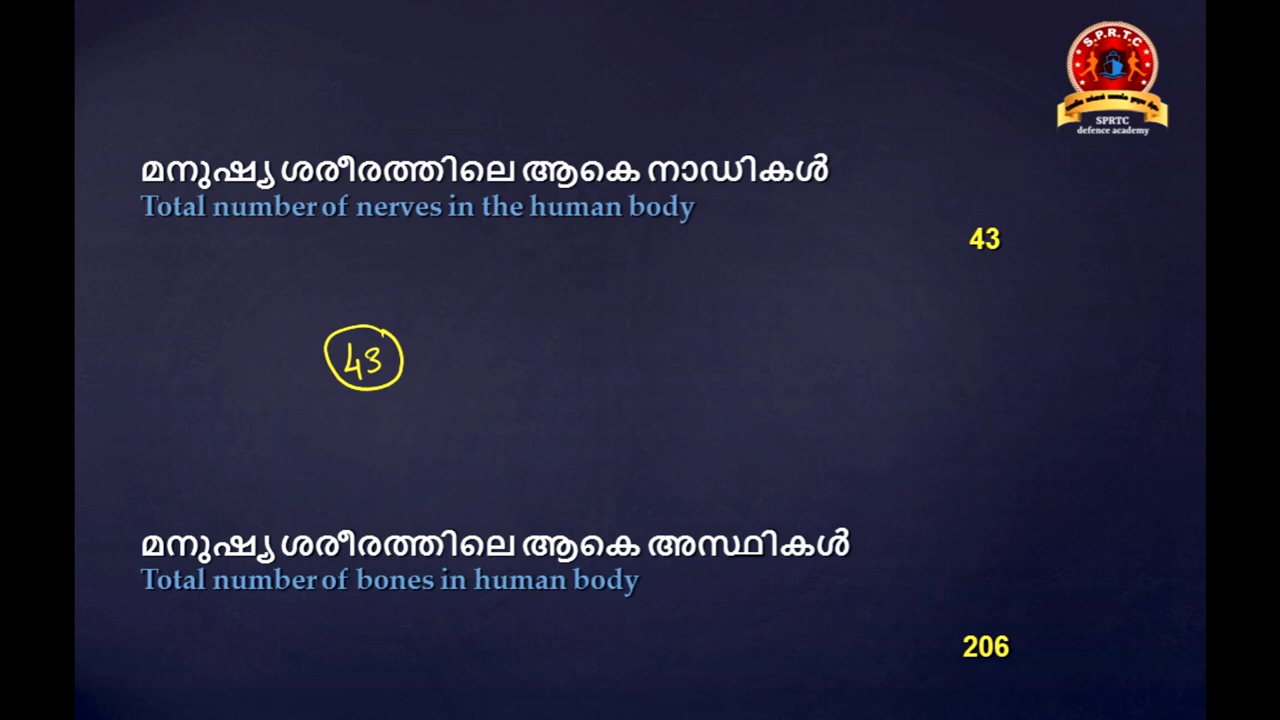 S.P.R.T.C
SPRTC
defence academy
മനുഷ്യ ശരീരത്തിലെ ആകെ നാഡികൾ
Total number of nerves in the human body
43
43
മനുഷ്യ ശരീരത്തിലെ ആകെ അസ്ഥികൾ
Total number of bones in human body
206